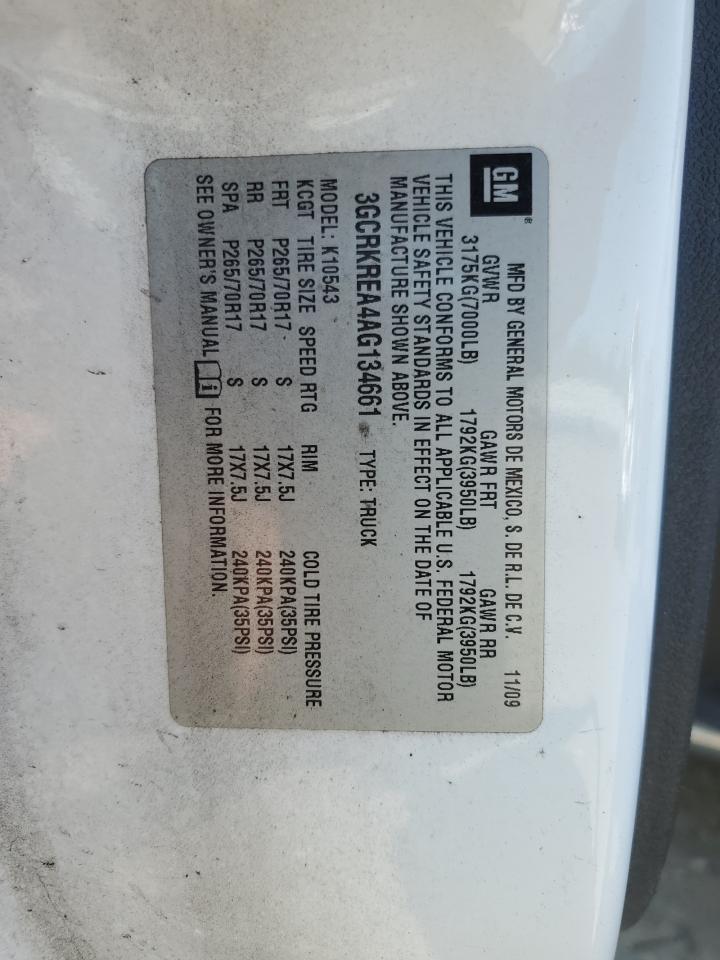 GM ®
MFD BY GENERAL MOTORS DE MEXICO, S. DE R.L. DE C.V. 11/09
GVWR GAWR FRT GAWR RR
3175KG(7000LB) 1792KG(3950LB) 1792KG(3950LB)
THIS VEHICLE CONFORMS TO ALL APPLICABLE U.S. FEDERAL MOTOR
VEHICLE SAFETY STANDARDS IN EFFECT ON THE DATE OF
MANUFACTURE SHOWN ABOVE.
3GCRKREA4AG134661 TYPE: TRUCK
MODEL: K10543
KCGT TIRE SIZE SPEED RTG RIM COLD TIRE PRESSURE
FRT P265/70R17 S 17X7.5J 240KPA(35PSI)
RR P265/70R17 S 17X7.5J 240KPA(35PSI)
SPA P265/70R17 S 17X7.5J 240KPA(35PSI)
SEE OWNER'S MANUAL i FOR MORE INFORMATION.